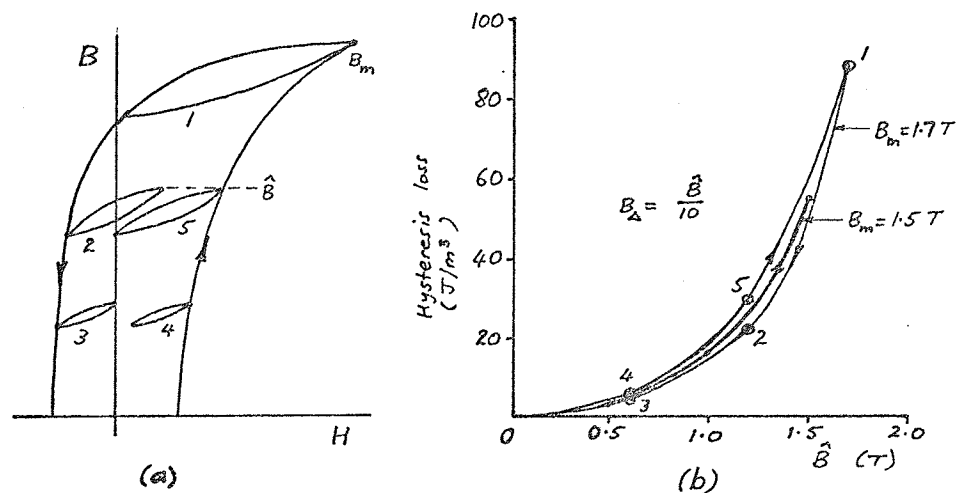 B
B_m
1
B̂
2
5
3
4
H
(a)
100
80
60
40
20
0
0.5
1.0
1.5
2.0
Hysteresis loss
(J/m³)
B_Δ = B̂/10
1
B_m = 1.7 T
B_m = 1.5 T
5
2
4
3
B̂ (T)
(b)